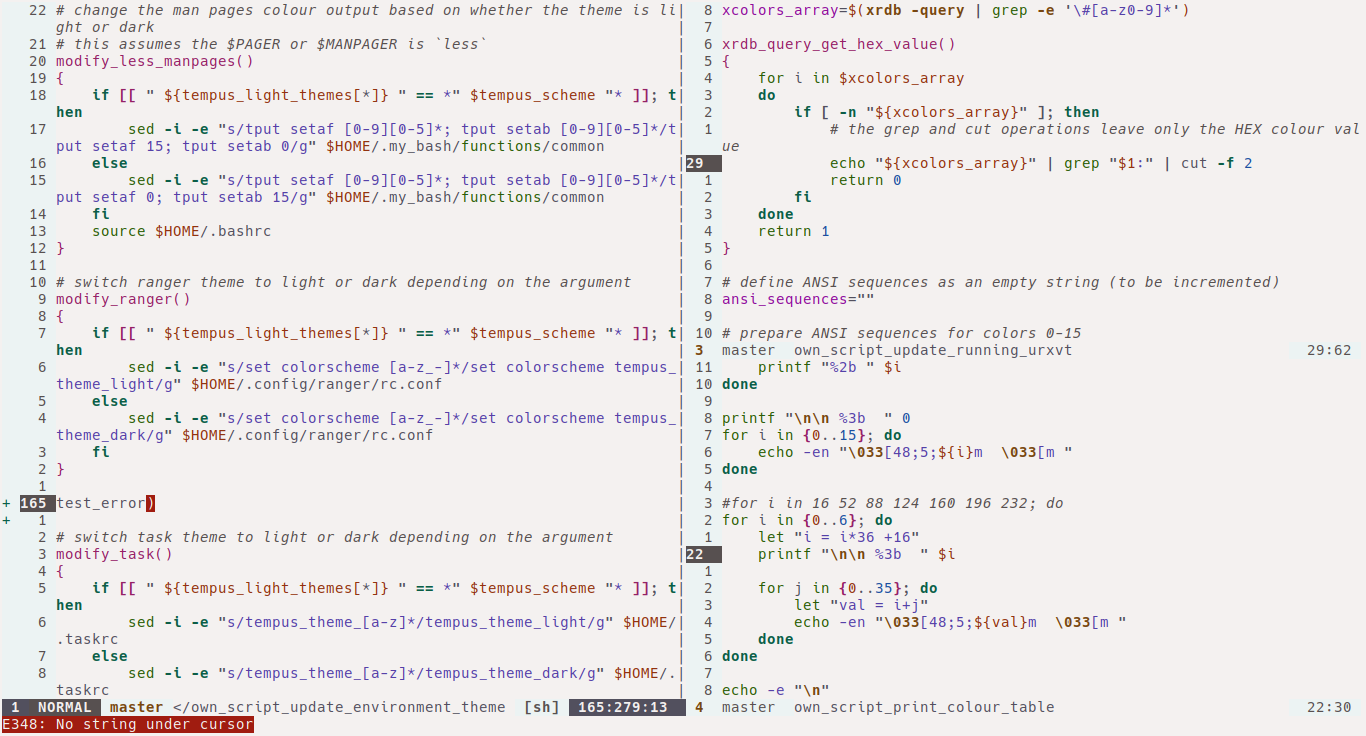 22 # change the man pages colour output based on whether the theme is li
ght or dark
21 # this assumes the $PAGER or $MANPAGER is `less`
20 modify_less_manpages()
19 {
18     if [[ " ${tempus_light_themes[*]} " == *" $tempus_scheme "* ]]; t
hen
17         sed -i -e "s/tput setaf [0-9][0-5]*; tput setab [0-9][0-5]*/t
put setaf 15; tput setab 0/g" $HOME/.my_bash/functions/common
16     else
15         sed -i -e "s/tput setaf [0-9][0-5]*; tput setab [0-9][0-5]*/t
put setaf 0; tput setab 15/g" $HOME/.my_bash/functions/common
14     fi
13     source $HOME/.bashrc
12 }
11
10 # switch ranger theme to light or dark depending on the argument
9 modify_ranger()
8 {
7     if [[ " ${tempus_light_themes[*]} " == *" $tempus_scheme "* ]]; t
hen
6         sed -i -e "s/set colorscheme [a-z_-]*/set colorscheme tempus_
theme_light/g" $HOME/.config/ranger/rc.conf
5     else
4         sed -i -e "s/set colorscheme [a-z_-]*/set colorscheme tempus_
theme_dark/g" $HOME/.config/ranger/rc.conf
3     fi
2 }
1
+ 165 test_error)
+ 1
2 # switch task theme to light or dark depending on the argument
3 modify_task()
4 {
5     if [[ " ${tempus_light_themes[*]} " == *" $tempus_scheme "* ]]; t
hen
6         sed -i -e "s/tempus_theme_[a-z]*/tempus_theme_light/g" $HOME/
.taskrc
7     else
8         sed -i -e "s/tempus_theme_[a-z]*/tempus_theme_dark/g" $HOME/.
taskrc
1 NORMAL master </own_script_update_environment_theme [sh] 165:279:13
E348: No string under cursor
8 xcolors_array=$(xrdb -query | grep -e '\#[a-z0-9]*')
7
6 xrdb_query_get_hex_value()
5 {
4     for i in $xcolors_array
3     do
2         if [ -n "${xcolors_array}" ]; then
1             # the grep and cut operations leave only the HEX colour val
ue
29            echo "${xcolors_array}" | grep "$1:" | cut -f 2
1             return 0
2         fi
3     done
4     return 1
5 }
6
7 # define ANSI sequences as an empty string (to be incremented)
8 ansi_sequences=""
9
10 # prepare ANSI sequences for colors 0-15
3 master own_script_update_running_urxvt 29:62
11     printf "%2b " $i
10 done
9
8 printf "\n\n %3b  " 0
7 for i in {0..15}; do
6     echo -en "\033[48;5;${i}m  \033[m "
5 done
4
3 #for i in 16 52 88 124 160 196 232; do
2 for i in {0..6}; do
1     let "i = i*36 +16"
22    printf "\n\n %3b  " $i
1
2     for j in {0..35}; do
3         let "val = i+j"
4         echo -en "\033[48;5;${val}m  \033[m "
5     done
6 done
7
8 echo -e "\n"
4 master own_script_print_colour_table 22:30